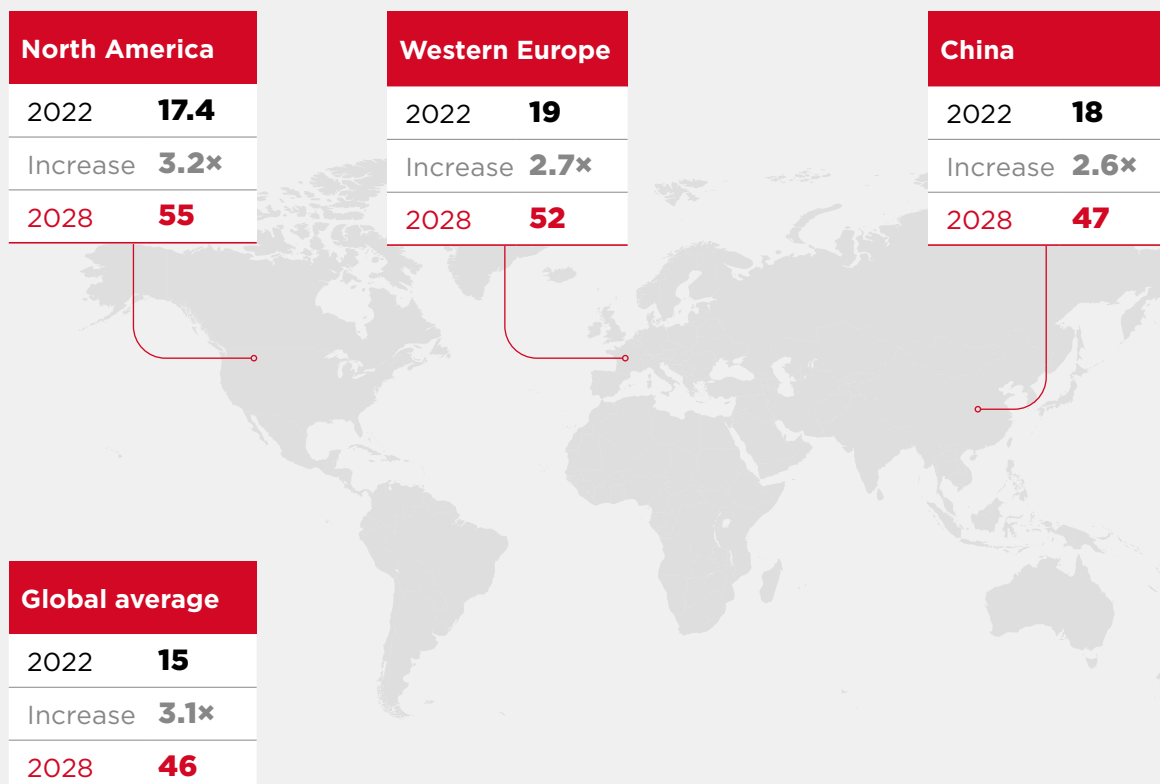 North America
2022 17.4
Increase 3.2×
2028 55
Western Europe
2022 19
Increase 2.7×
2028 52
China
2022 18
Increase 2.6×
2028 47
Global average
2022 15
Increase 3.1×
2028 46